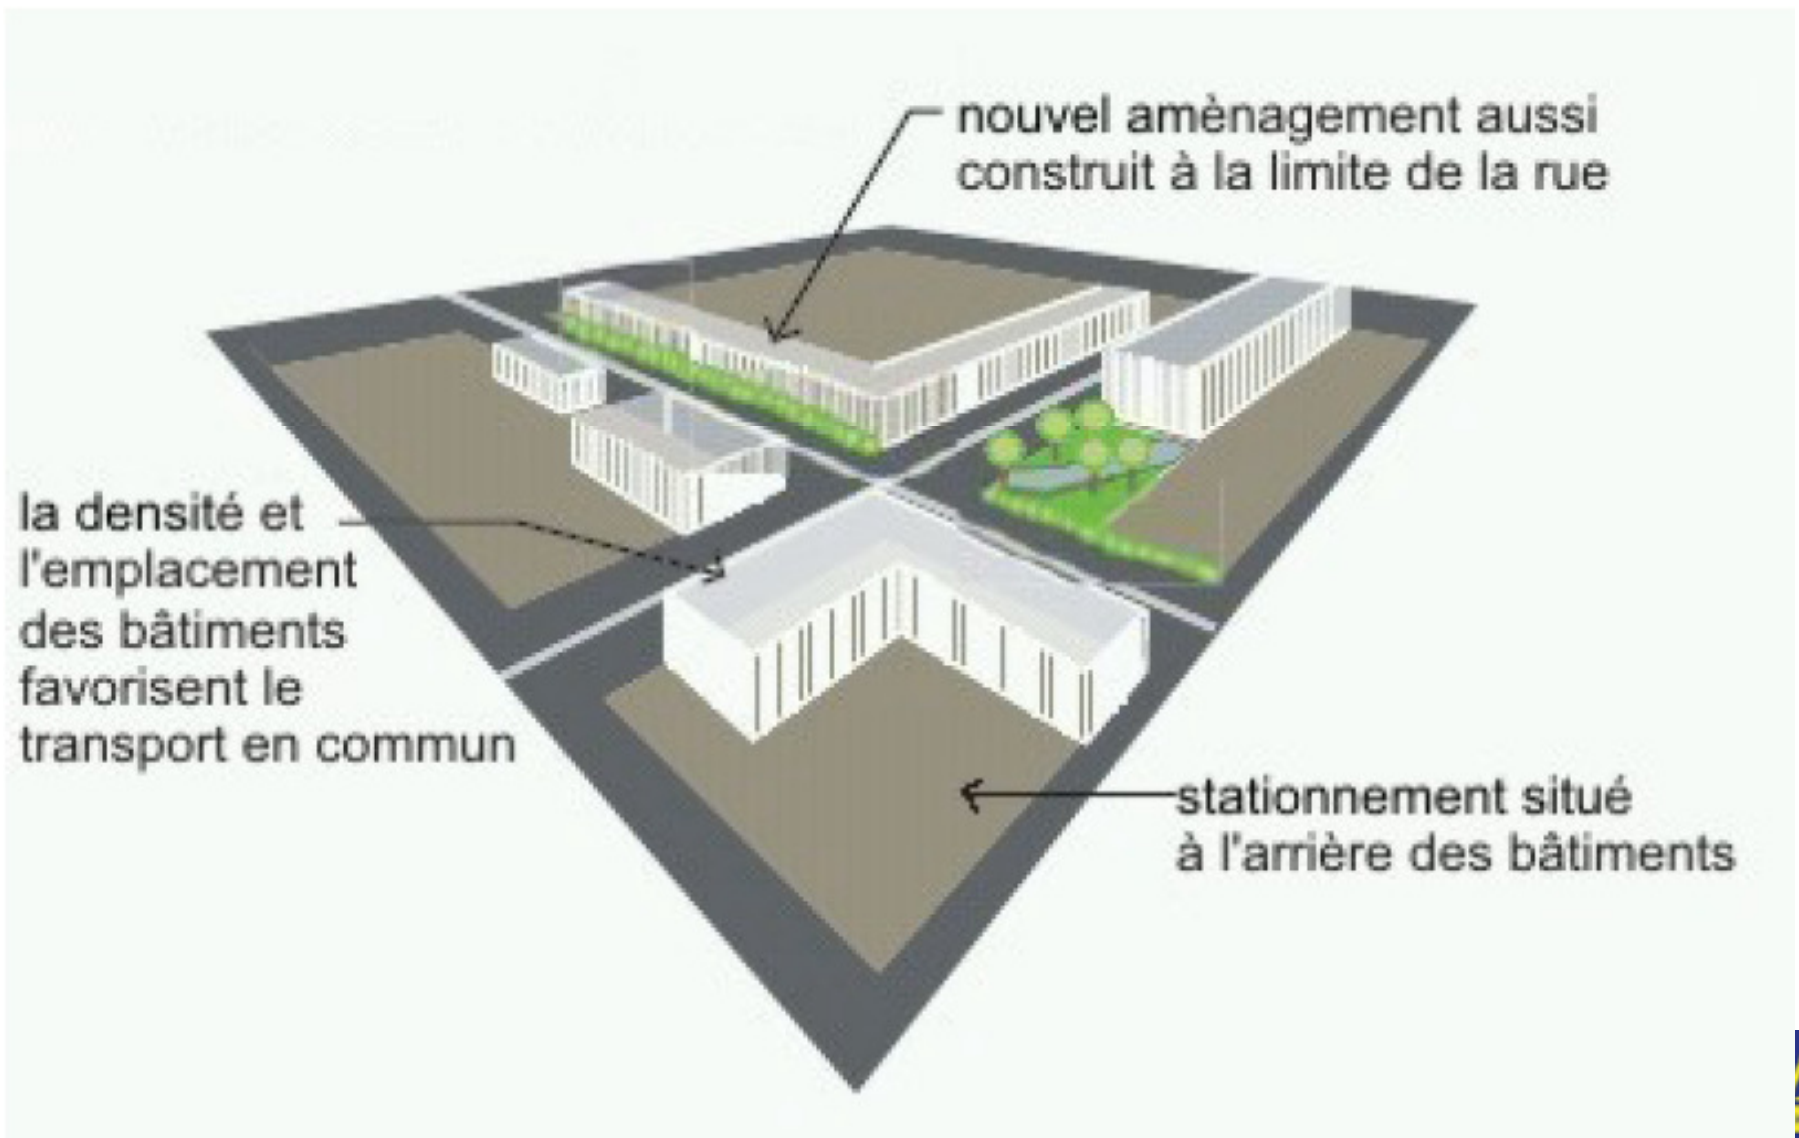 nouvel amènagement aussi
construit à la limite de la rue
la densité et
l'emplacement
des bâtiments
favorisent le
transport en commun
stationnement situé
à l'arrière des bâtiments